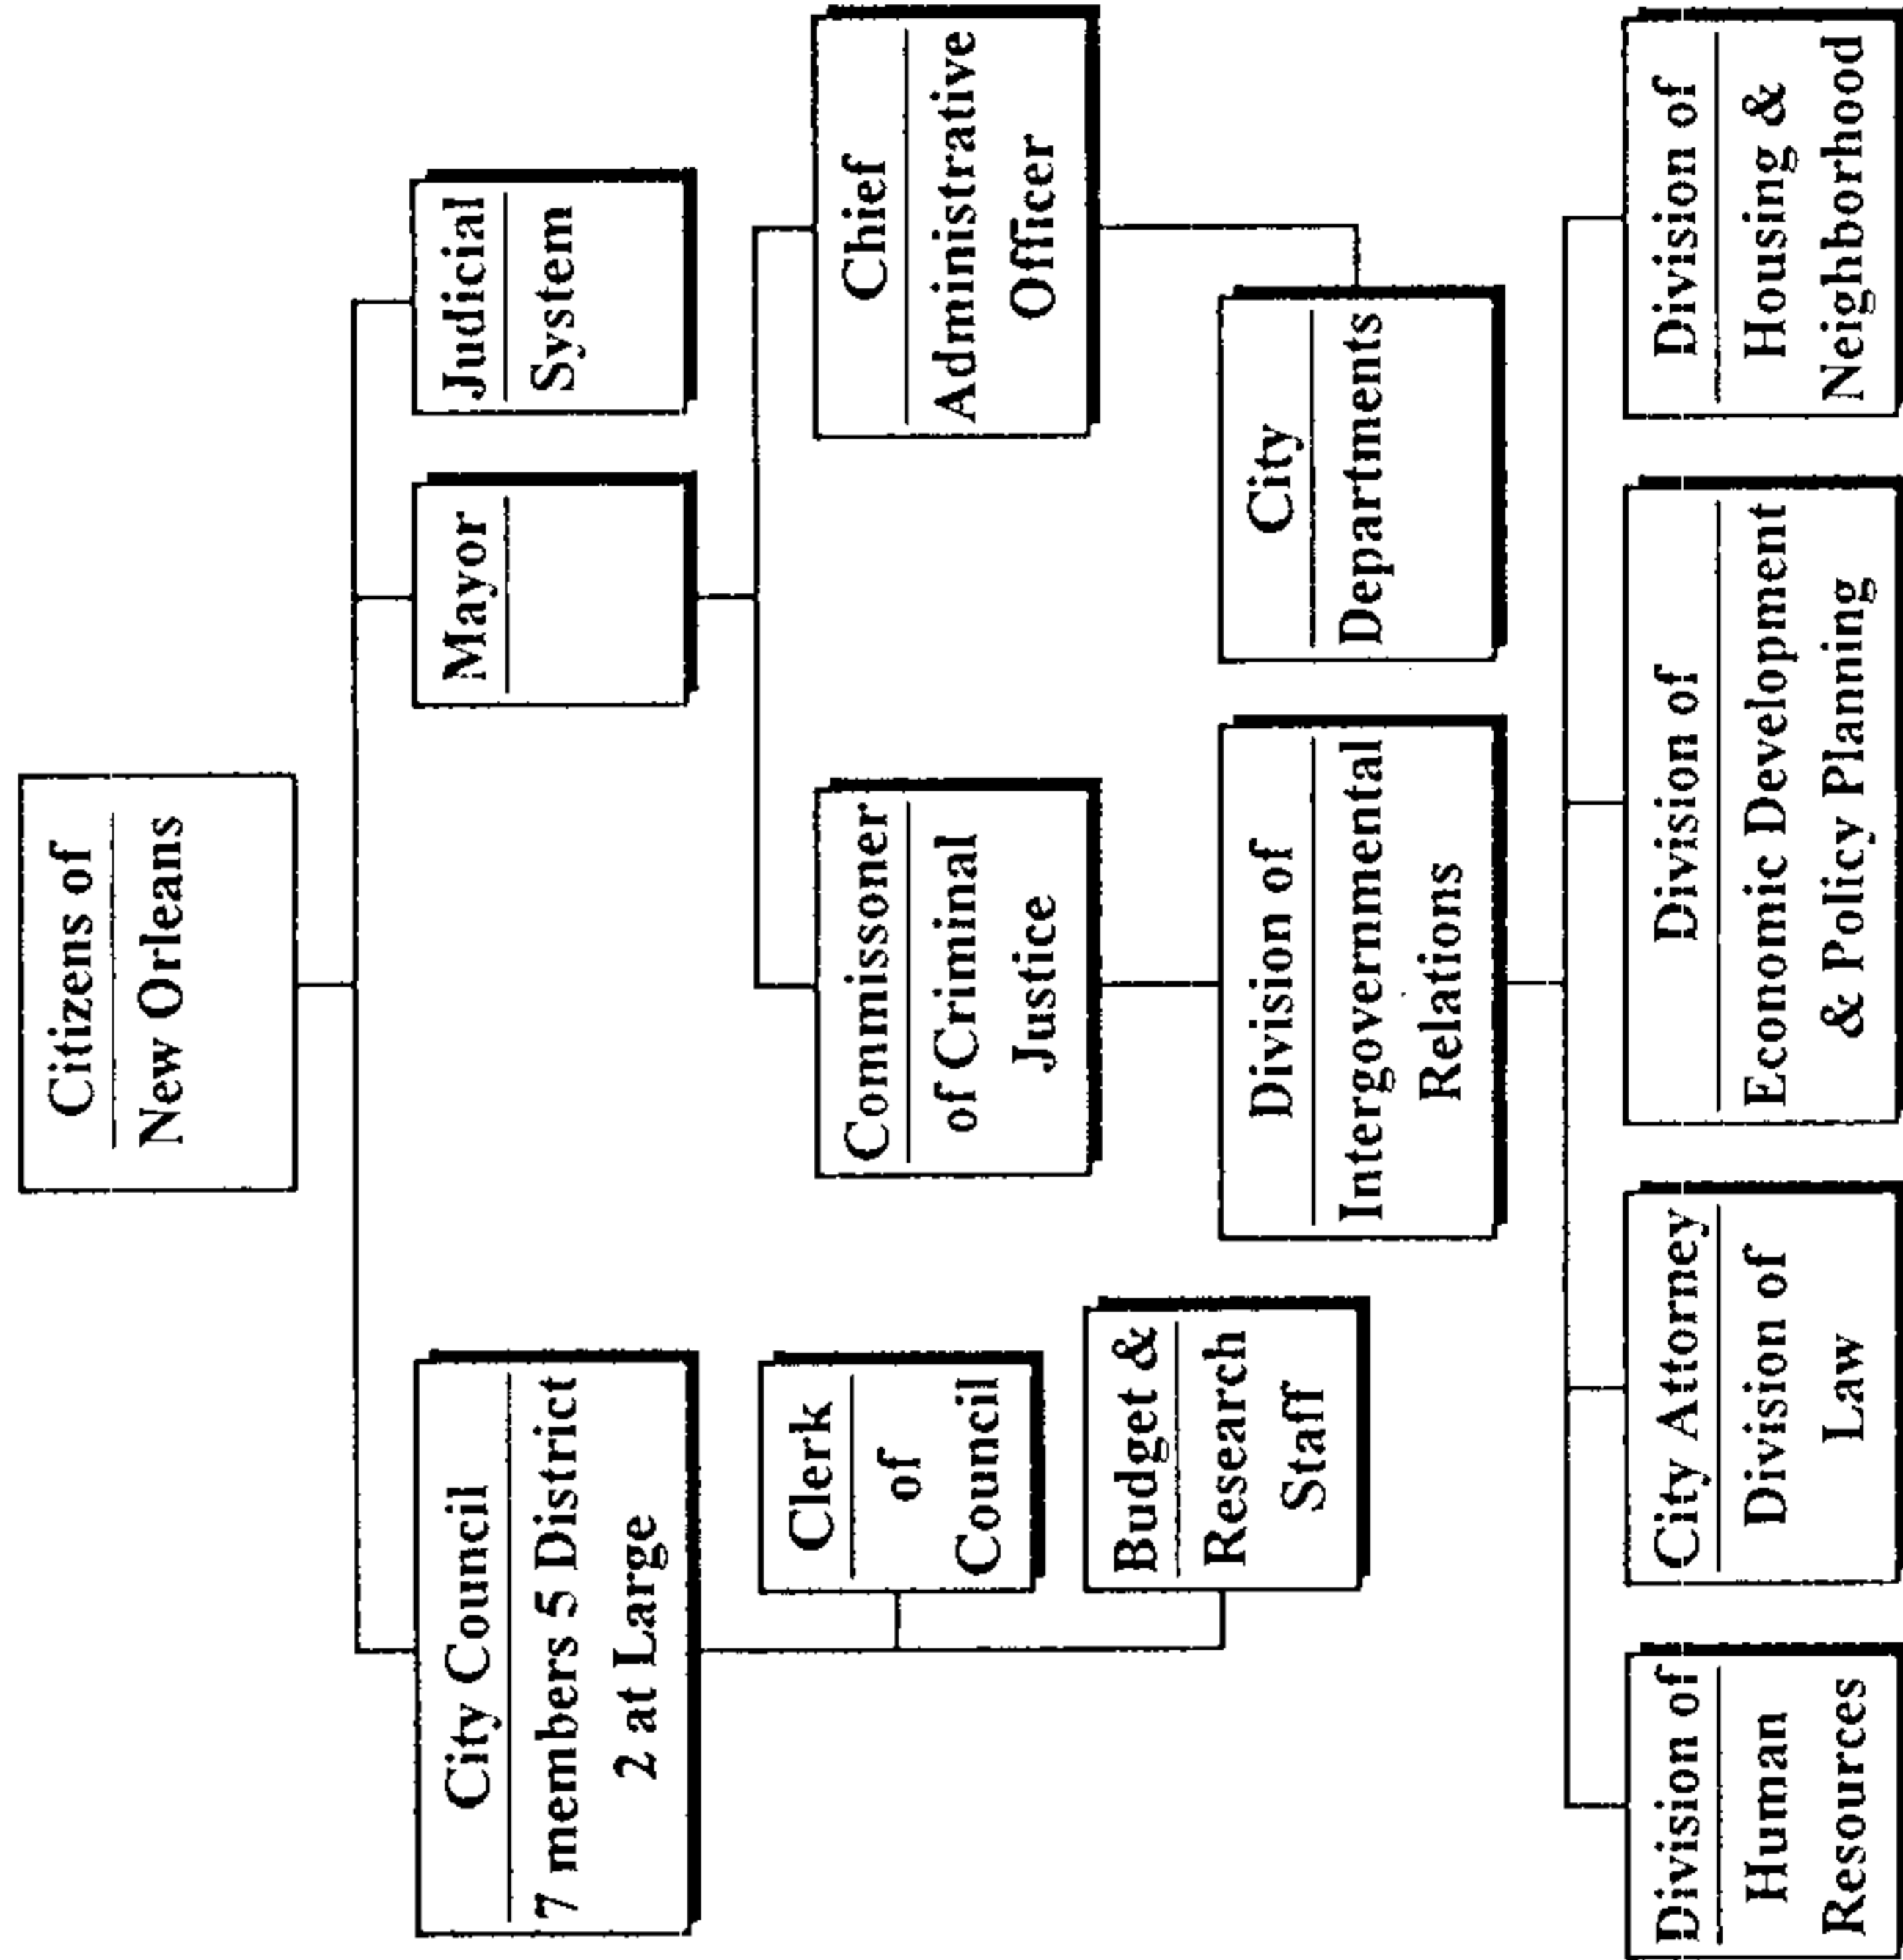 Citizens of
New Orleans
City Council
7 members 5 District
2 at Large
Mayor
Judicial
System
Clerk
of
Council
Budget &
Research
Staff
Commissoner
of Criminal
Justice
Chief
Administrative
Officer
Division of
Intergovernmental
Relations
City
Departments
Division of
Human
Resources
City Attorney
Division of
Law
Division of
Economic Development
& Policy Planning
Division of
Housing &
Neighborhood